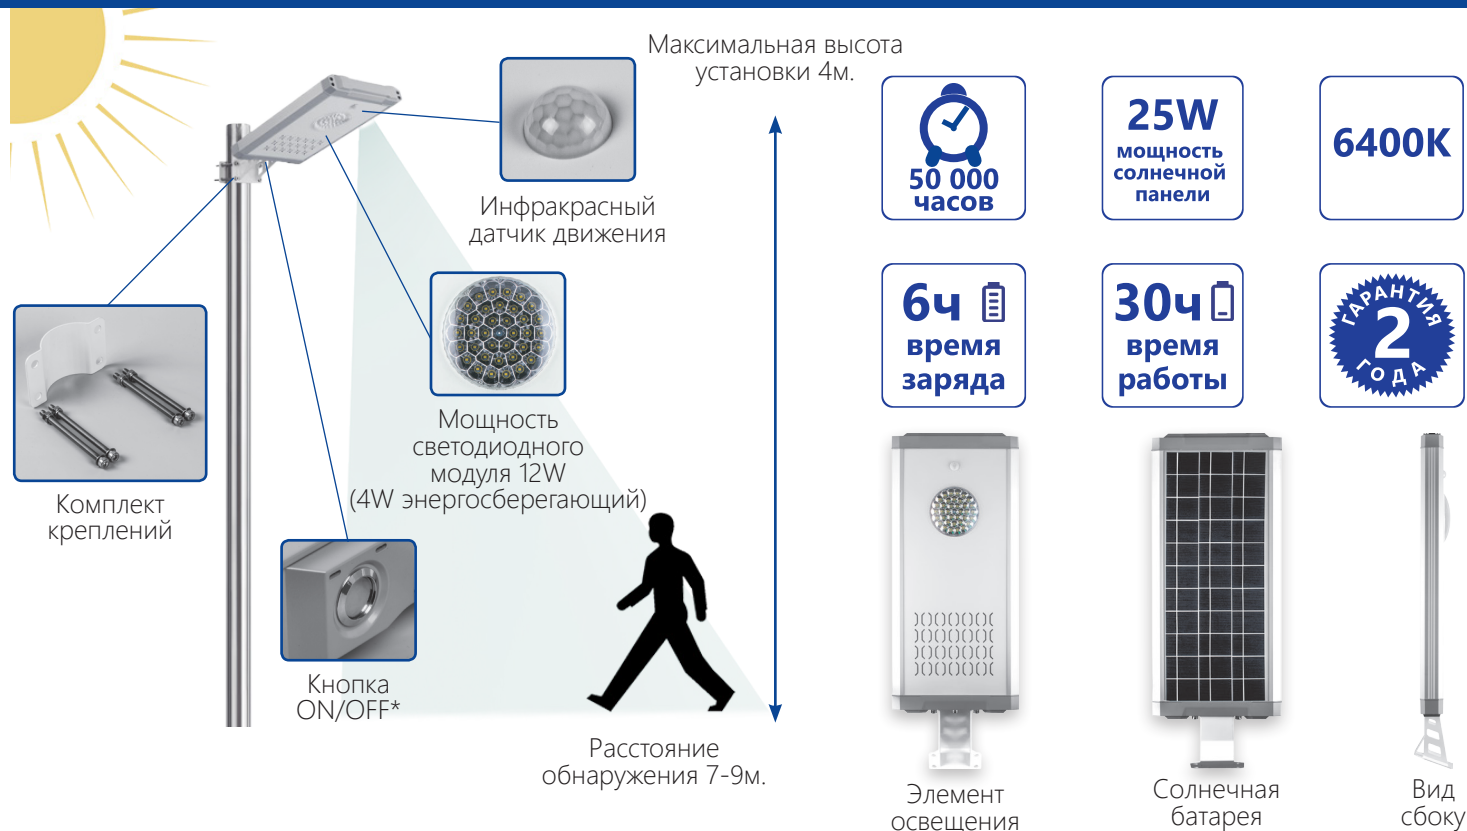 Максимальная высота
установки 4м.
Инфракрасный
датчик движения
Мощность
светодиодного
модуля 12W
(4W энергосберегающий)
Комплект
креплений
Кнопка
ON/OFF*
Расстояние
обнаружения 7-9м.
50 000
часов
25W
мощность
солнечной
панели
6400K
6ч
время
заряда
30ч
время
работы
ГАРАНТИЯ
2
ГОДА
Элемент
освещения
Солнечная
батарея
Вид
сбоку